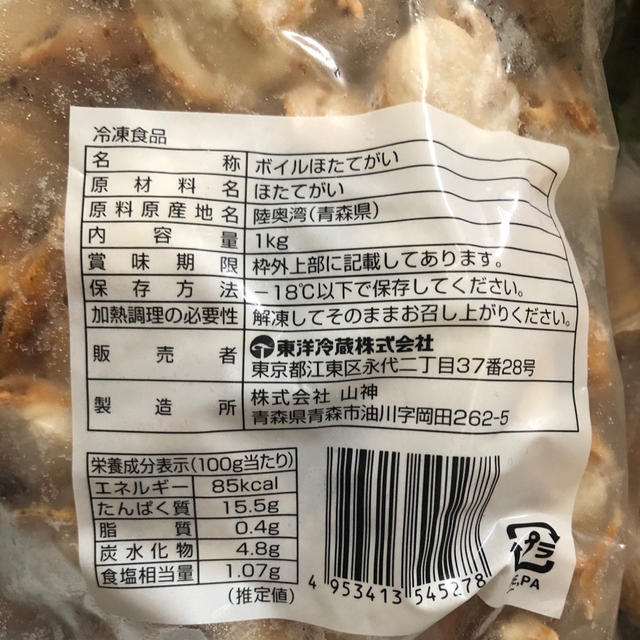 冷凍食品
名称 ボイルほたてがい
原材料名 ほたてがい
原料原産地名 陸奥湾(青森県)
内容量 1kg
賞味期限 枠外上部に記載してあります。
保存方法 −18℃以下で保存してください。
加熱調理の必要性 解凍してそのままお召し上がりください。
販売者 東洋冷蔵株式会社
東京都江東区永代二丁目37番28号
製造所 株式会社 山神
青森県青森市油川字岡田262-5
栄養成分表示(100g当たり)
エネルギー 85kcal
たんぱく質 15.5g
脂質 0.4g
炭水化物 4.8g
食塩相当量 1.07g
(推定値)
4 953413 545278
プラ
E,PA